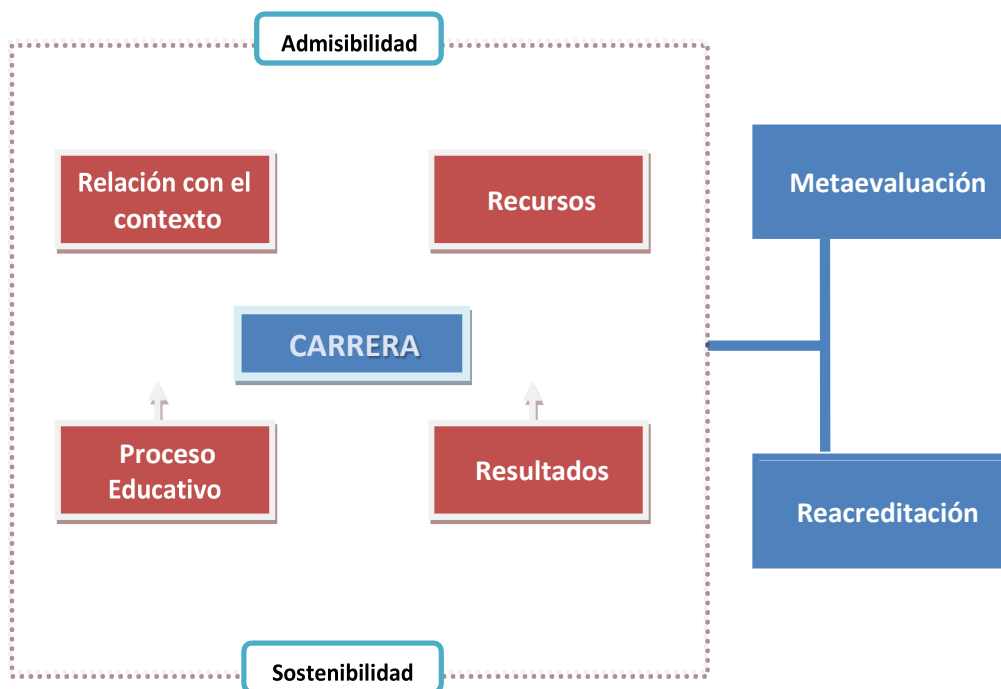 Admisibilidad
Relación con el
contexto
Recursos
Metaevaluación
CARRERA
Proceso
Educativo
Resultados
Reacreditación
Sostenibilidad